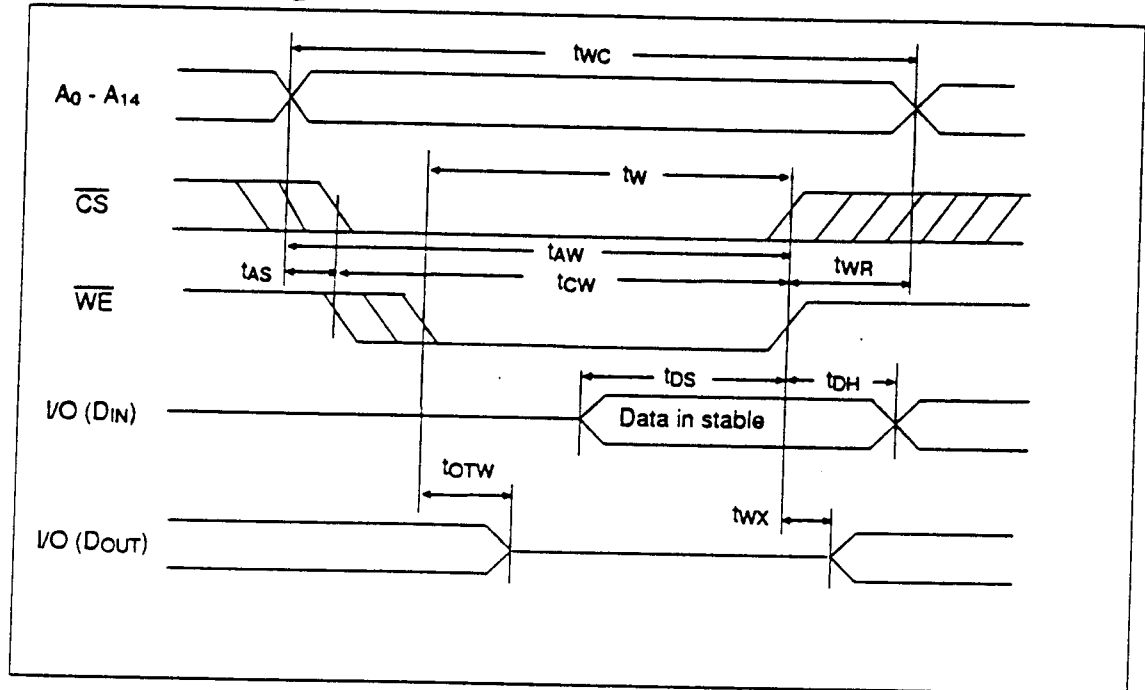 tWC
A0 - A14
tW
CS
tAW
tAS
tCW
tWR
WE
tDS
tDH
I/O (DIN)
Data in stable
tOTW
tWX
I/O (DOUT)